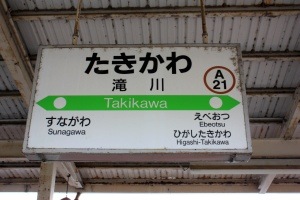 たきかわ
滝川
A
21
Takikawa
すながわ
Sunagawa
えべおつ
Ebeotsu
ひがしたきかわ
Higashi-Takikawa